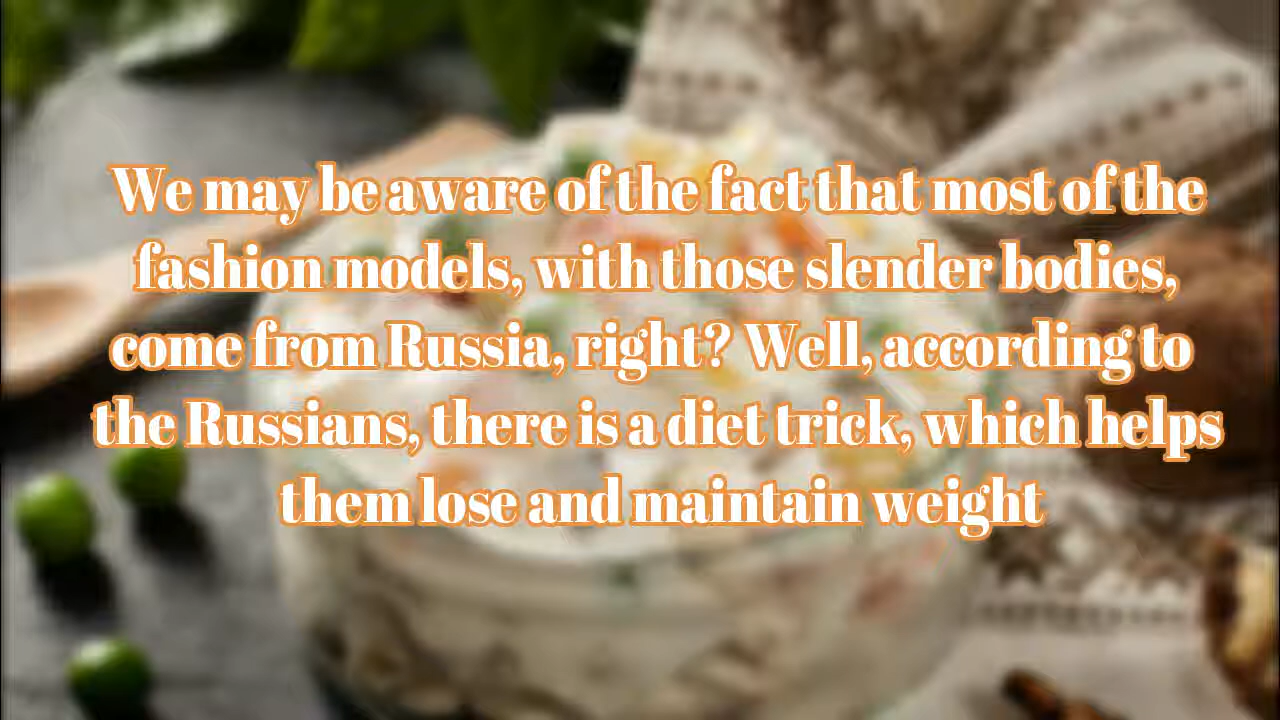 We may be aware of the fact that most of the
fashion models, with those slender bodies,
come from Russia, right? Well, according to
the Russians, there is a diet trick, which helps
them lose and maintain weight